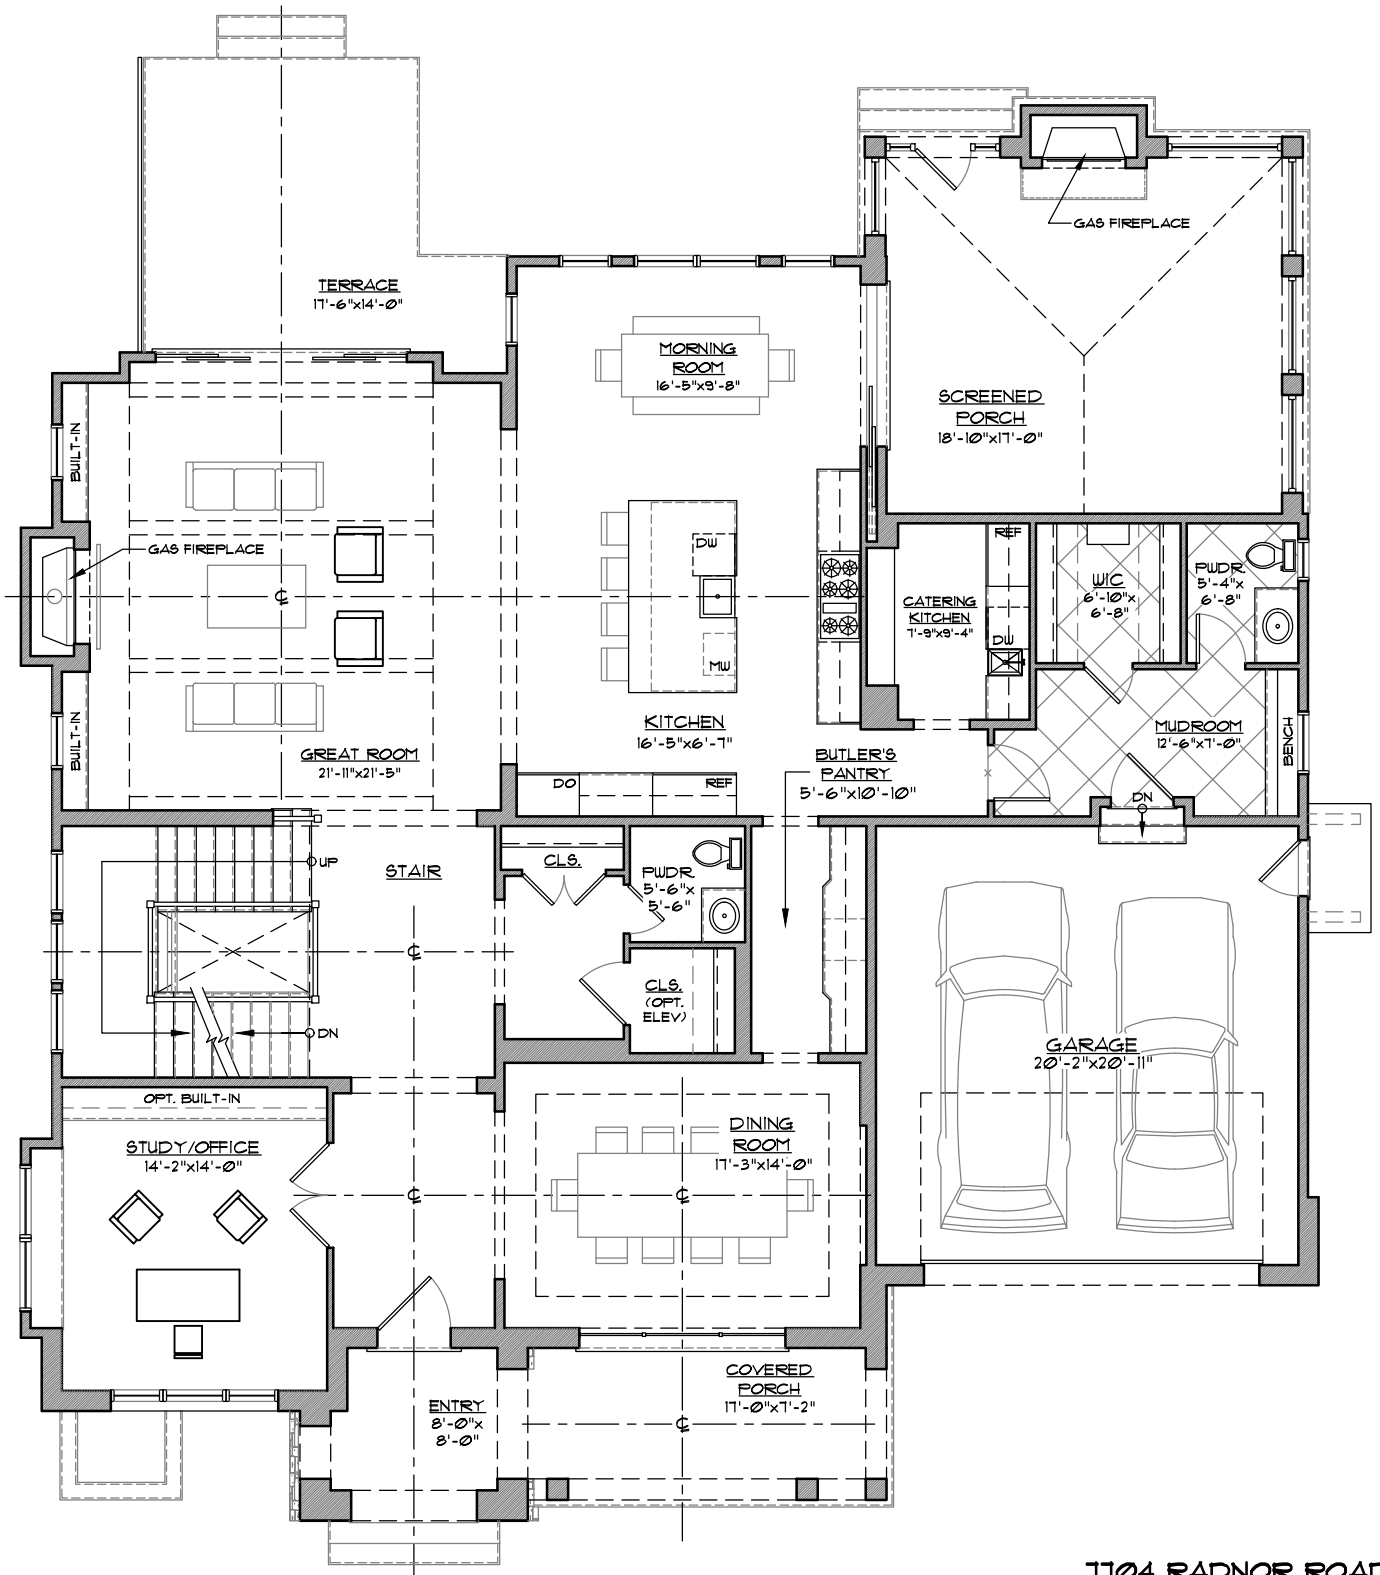 GAS FIREPLACE
TERRACE
17'-6"x14'-0"
MORNING
ROOM
16'-5"x9'-8"
SCREENED
PORCH
18'-10"x17'-0"
BUILT-IN
GAS FIREPLACE
REF
DW
WIC
6'-10"x
6'-8"
PWDR.
5'-4"x
6'-8"
℄
CATERING
KITCHEN
7'-9"x9'-4"
DW
MW
BUILT-IN
KITCHEN
16'-5"x6'-7"
MUDROOM
12'-6"x7'-0"
BENCH
GREAT ROOM
21'-11"x21'-5"
BUTLER'S
PANTRY
5'-6"x10'-10"
DO
REF
DN
UP
STAIR
CLS.
PWDR.
5'-6"x
5'-6"
℄
CLS.
(OPT.
ELEV)
DN
GARAGE
20'-2"x20'-11"
OPT. BUILT-IN
STUDY/OFFICE
14'-2"x14'-0"
DINING
ROOM
17'-3"x14'-0"
℄
℄
COVERED
PORCH
17'-0"x7'-2"
ENTRY
8'-0"x
8'-0"
℄
7704 RADNOR ROAD